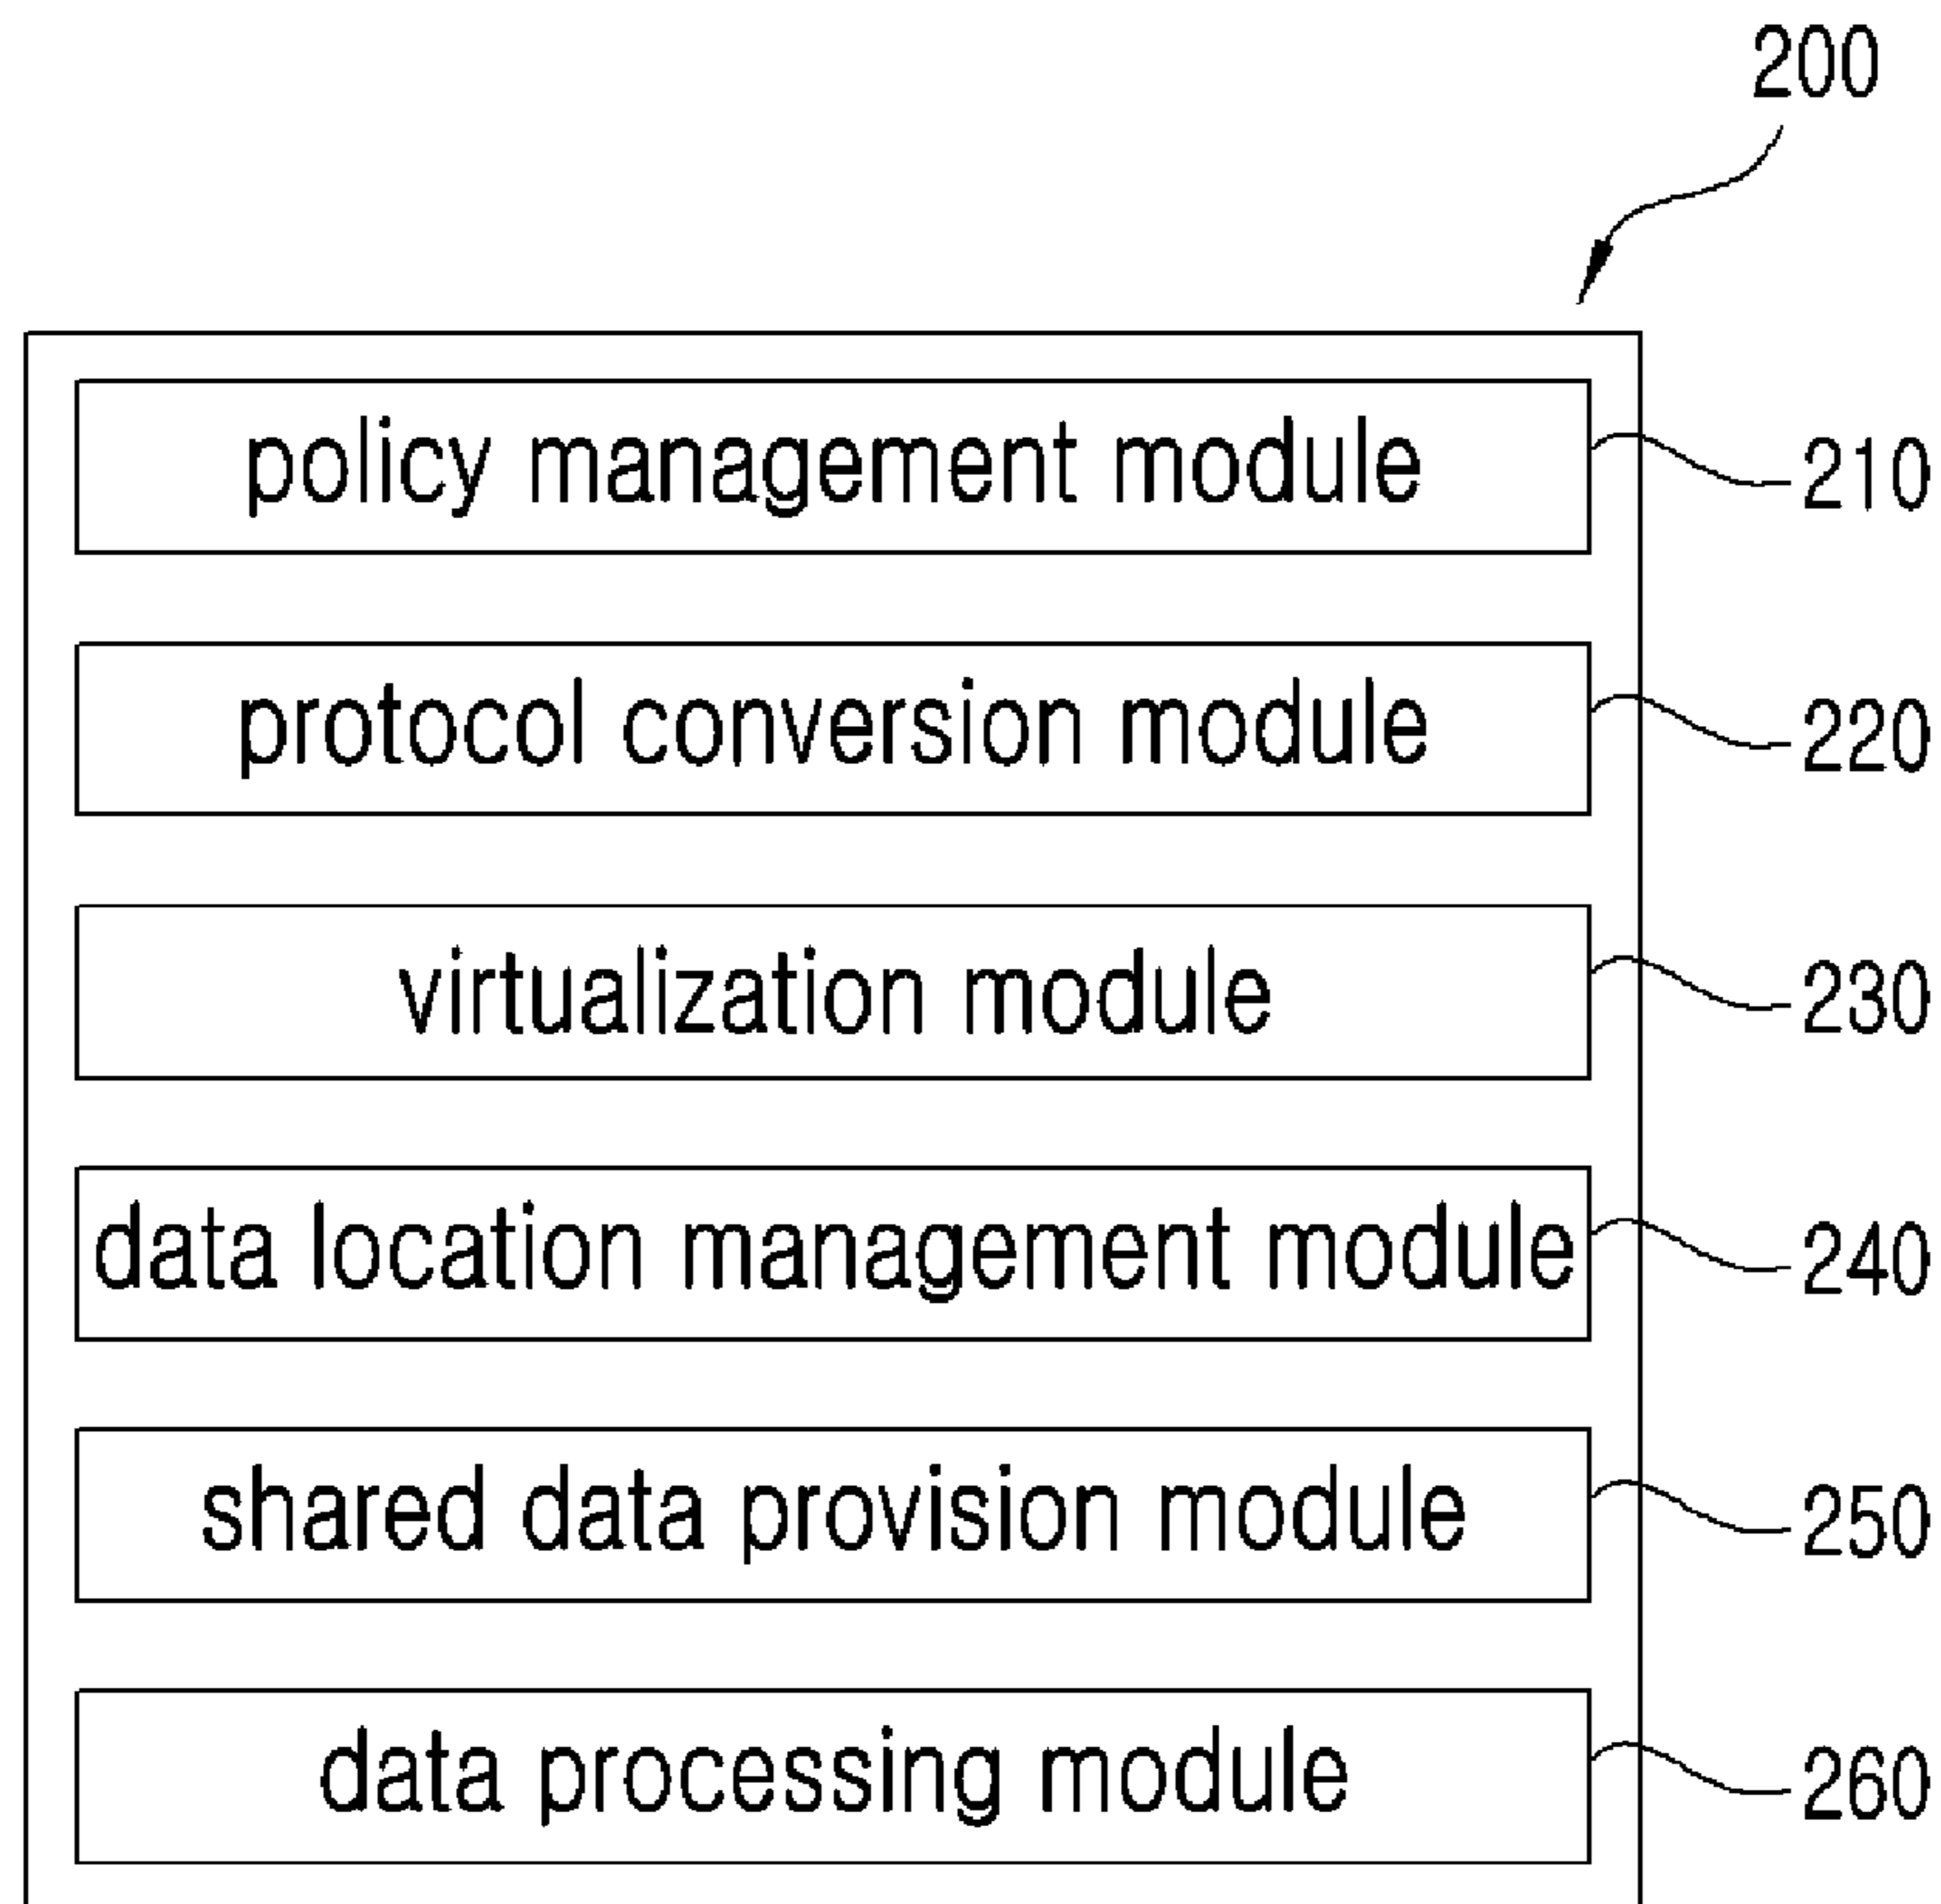 200
policy management module 210
protocol conversion module 220
virtualization module 230
data location management module 240
shared data provision module 250
data processing module 260